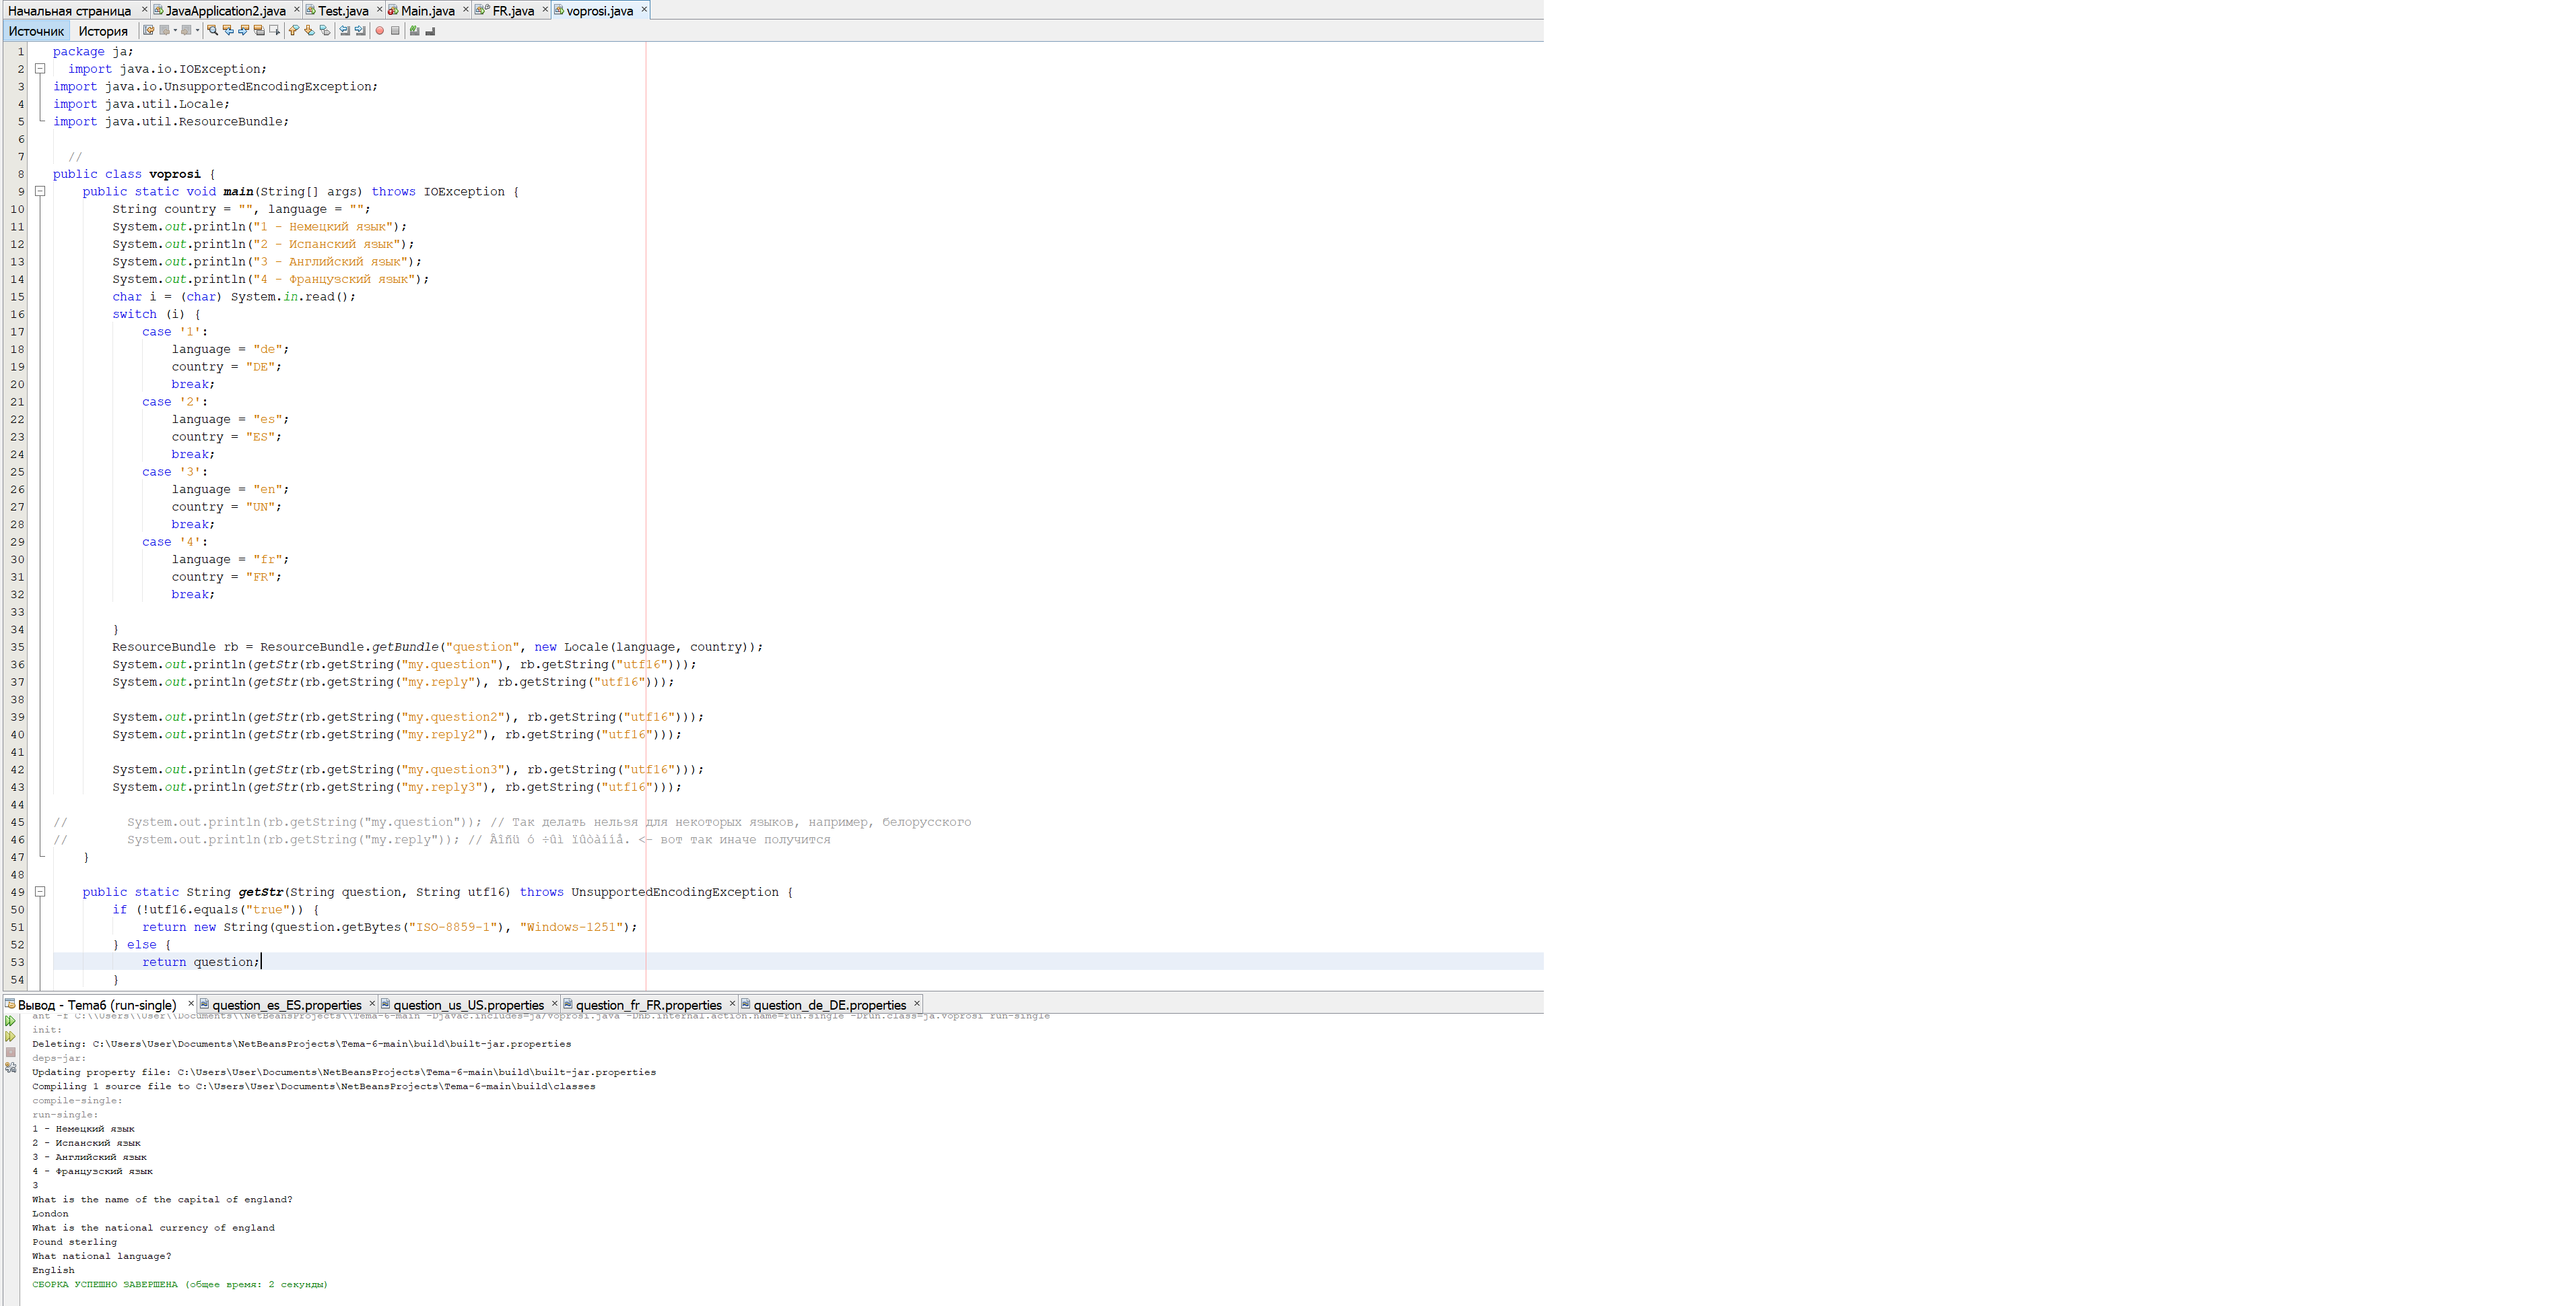 Начальная страница JavaApplication2.java Test.java Main.java FR.java voprosi.java
Источник История
1 package ja;
2 import java.io.IOException;
3 import java.io.UnsupportedEncodingException;
4 import java.util.Locale;
5 import java.util.ResourceBundle;
6
7 //
8 public class voprosi {
9 public static void main(String[] args) throws IOException {
10 String country = "", language = "";
11 System.out.println("1 - Немецкий язык");
12 System.out.println("2 - Испанский язык");
13 System.out.println("3 - Английский язык");
14 System.out.println("4 - Французский язык");
15 char i = (char) System.in.read();
16 switch (i) {
17 case '1':
18 language = "de";
19 country = "DE";
20 break;
21 case '2':
22 language = "es";
23 country = "ES";
24 break;
25 case '3':
26 language = "en";
27 country = "UN";
28 break;
29 case '4':
30 language = "fr";
31 country = "FR";
32 break;
33
34 }
35 ResourceBundle rb = ResourceBundle.getBundle("question", new Locale(language, country));
36 System.out.println(getStr(rb.getString("my.question"), rb.getString("utf16")));
37 System.out.println(getStr(rb.getString("my.reply"), rb.getString("utf16")));
38
39 System.out.println(getStr(rb.getString("my.question2"), rb.getString("utf16")));
40 System.out.println(getStr(rb.getString("my.reply2"), rb.getString("utf16")));
41
42 System.out.println(getStr(rb.getString("my.question3"), rb.getString("utf16")));
43 System.out.println(getStr(rb.getString("my.reply3"), rb.getString("utf16")));
44
45 // System.out.println(rb.getString("my.question")); // Так делать нельзя для некоторых языков, например, белорусского
46 // System.out.println(rb.getString("my.reply")); // Âîñü ó ÷ûì ïûòàííå. <- вот так иначе получится
47 }
48
49 public static String getStr(String question, String utf16) throws UnsupportedEncodingException {
50 if (!utf16.equals("true")) {
51 return new String(question.getBytes("ISO-8859-1"), "Windows-1251");
52 } else {
53 return question;
54 }
Вывод - Tema6 (run-single) question_es_ES.properties question_us_US.properties question_fr_FR.properties question_de_DE.properties
ant -f C:\\Users\\User\\Documents\\NetBeansProjects\\Tema-6-main -Djavac.includes=ja/voprosi.java -Dnb.internal.action.name=run.single -Drun.class=ja.voprosi run-single
init:
Deleting: C:\Users\User\Documents\NetBeansProjects\Tema-6-main\build\built-jar.properties
deps-jar:
Updating property file: C:\Users\User\Documents\NetBeansProjects\Tema-6-main\build\built-jar.properties
Compiling 1 source file to C:\Users\User\Documents\NetBeansProjects\Tema-6-main\build\classes
compile-single:
run-single:
1 - Немецкий язык
2 - Испанский язык
3 - Английский язык
4 - Французский язык
3
What is the name of the capital of england?
London
What is the national currency of england
Pound sterling
What national language?
English
СБОРКА УСПЕШНО ЗАВЕРШЕНА (общее время: 2 секунды)